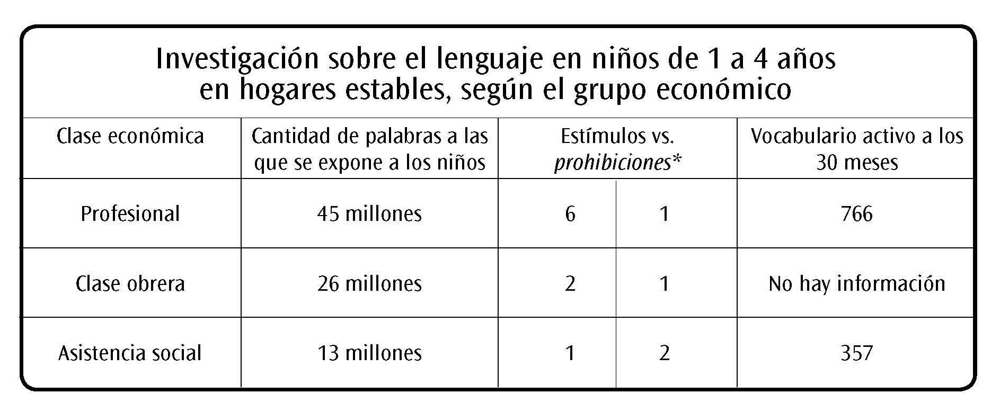 Investigación sobre el lenguaje en niños de 1 a 4 años
en hogares estables, según el grupo económico
Clase económica
Cantidad de palabras a las
que se expone a los niños
Estímulos vs.
prohibiciones*
Vocabulario activo a los
30 meses
Profesional 45 millones 6 1 766
Clase obrera 26 millones 2 1 No hay información
Asistencia social 13 millones 1 2 357